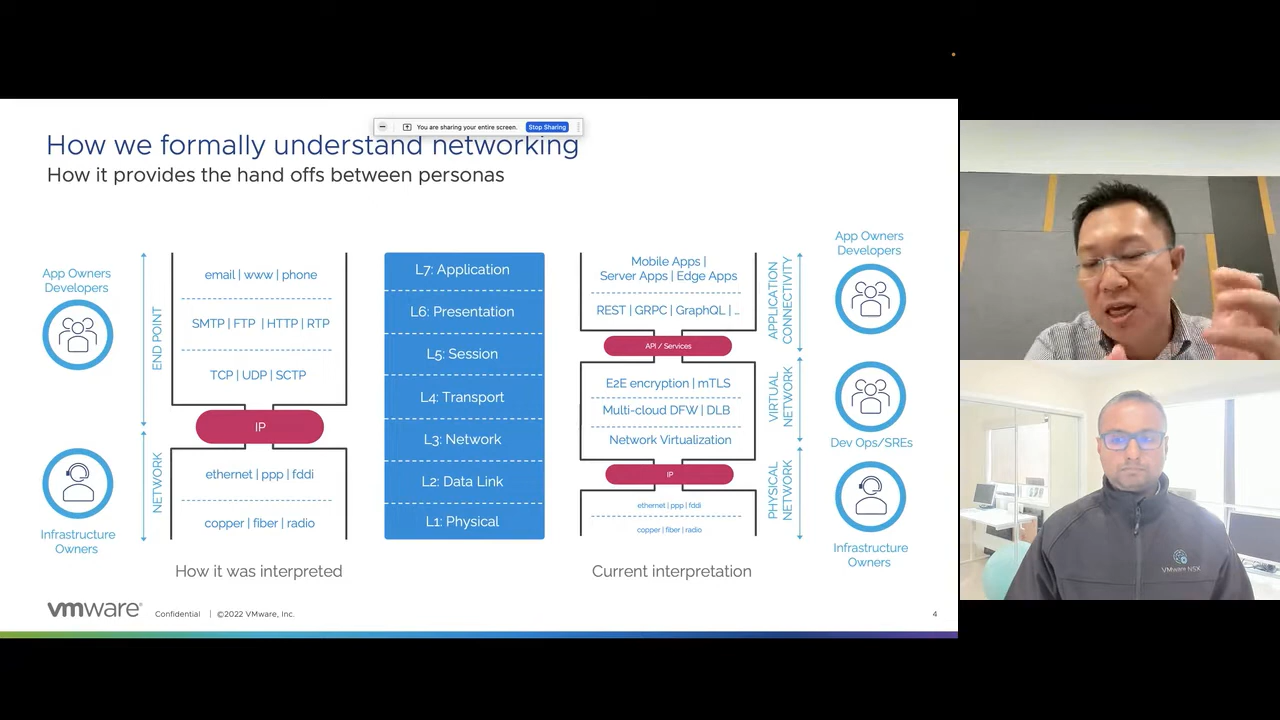 You are sharing your entire screen.
Stop Sharing
How we formally understand networking
How it provides the hand offs between personas
App Owners
Developers
END POINT
email | www | phone
SMTP | FTP | HTTP | RTP
TCP | UDP | SCTP
IP
NETWORK
ethernet | ppp | fddi
copper | fiber | radio
Infrastructure
Owners
How it was interpreted
L7: Application
L6: Presentation
L5: Session
L4: Transport
L3: Network
L2: Data Link
L1: Physical
Mobile Apps |
Server Apps | Edge Apps
REST | GRPC | GraphQL | ..
API / Services
E2E encryption | mTLS
Multi-cloud DFW | DLB
Network Virtualization
IP
ethernet | ppp | fddi
copper | fiber | radio
Current interpretation
APPLICATION
CONNECTIVITY
VIRTUAL
NETWORK
PHYSICAL
NETWORK
App Owners
Developers
Dev Ops/SREs
Infrastructure
Owners
vmware®
Confidential | ©2022 VMware, Inc.
4
VMware NSX